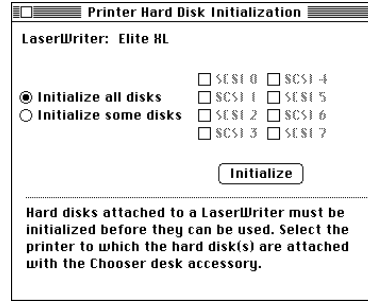 Printer Hard Disk Initialization
LaserWriter: Elite XL
SCSI 0 SCSI 4
Initialize all disks SCSI 1 SCSI 5
Initialize some disks SCSI 2 SCSI 6
SCSI 3 SCSI 7
Initialize
Hard disks attached to a LaserWriter must be
initialized before they can be used. Select the
printer to which the hard disk(s) are attached
with the Chooser desk accessory.